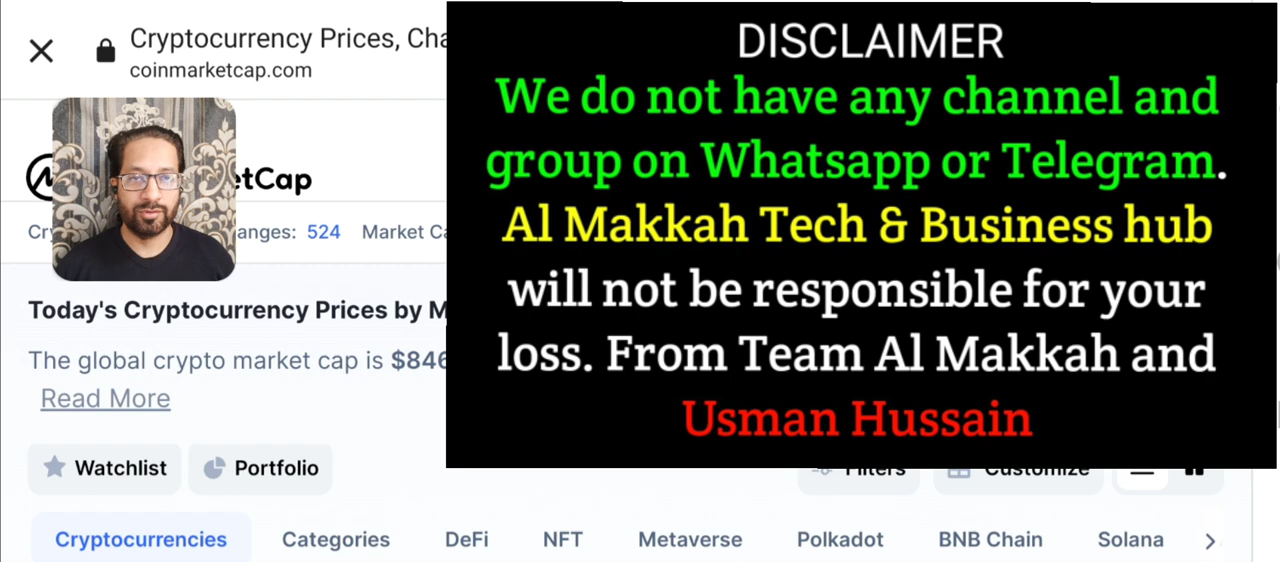 Cryptocurrency Prices, Cha
coinmarketcap.com
etCap
Cry anges: 524 Market Ca
Today's Cryptocurrency Prices by M
The global crypto market cap is $846
Read More
Watchlist Portfolio
Filters Customize
Cryptocurrencies Categories DeFi NFT Metaverse Polkadot BNB Chain Solana
DISCLAIMER
We do not have any channel and
group on Whatsapp or Telegram.
Al Makkah Tech & Business hub
will not be responsible for your
loss. From Team Al Makkah and
Usman Hussain